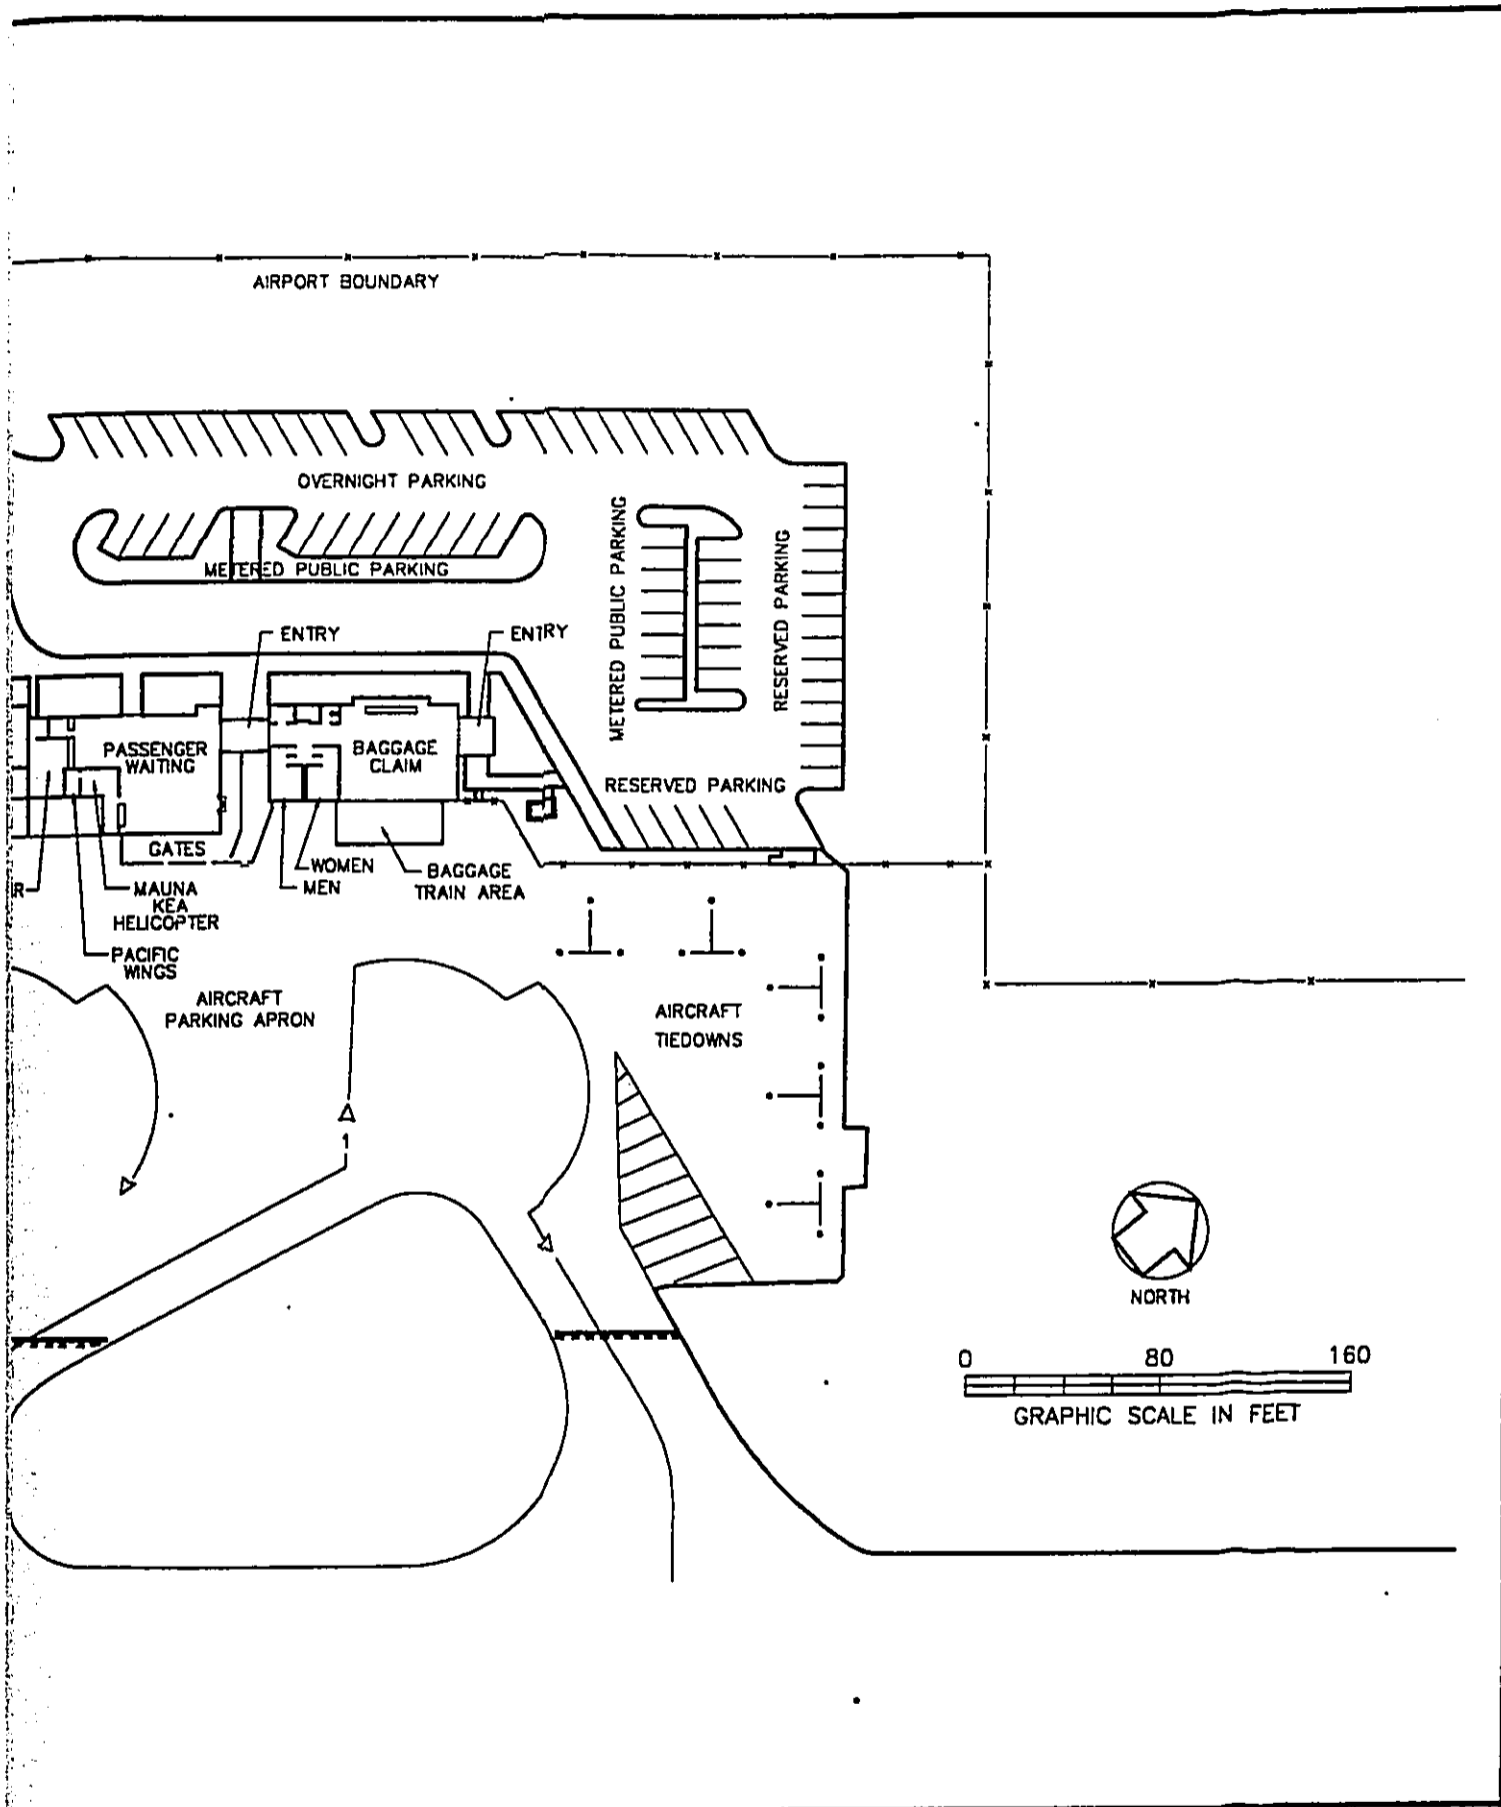 AIRPORT BOUNDARY
OVERNIGHT PARKING
METERED PUBLIC PARKING
METERED PUBLIC PARKING
RESERVED PARKING
ENTRY
ENTRY
PASSENGER
WAITING
BAGGAGE
CLAIM
RESERVED PARKING
GATES
WOMEN
MEN
BAGGAGE
TRAIN AREA
R
MAUNA
KEA
HELICOPTER
PACIFIC
WINGS
AIRCRAFT
PARKING APRON
AIRCRAFT
TIEDOWNS
1
NORTH
0 80 160
GRAPHIC SCALE IN FEET